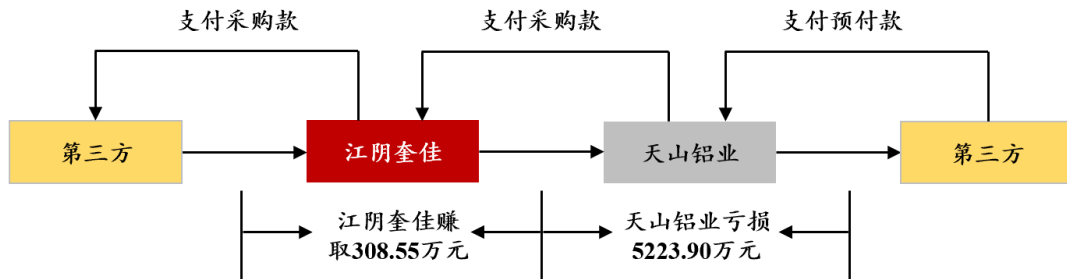 支付采购款
支付采购款
支付预付款
第三方
江阴奎佳
天山铝业
第三方
江阴奎佳赚
取308.55万元
天山铝业亏损
5223.90万元